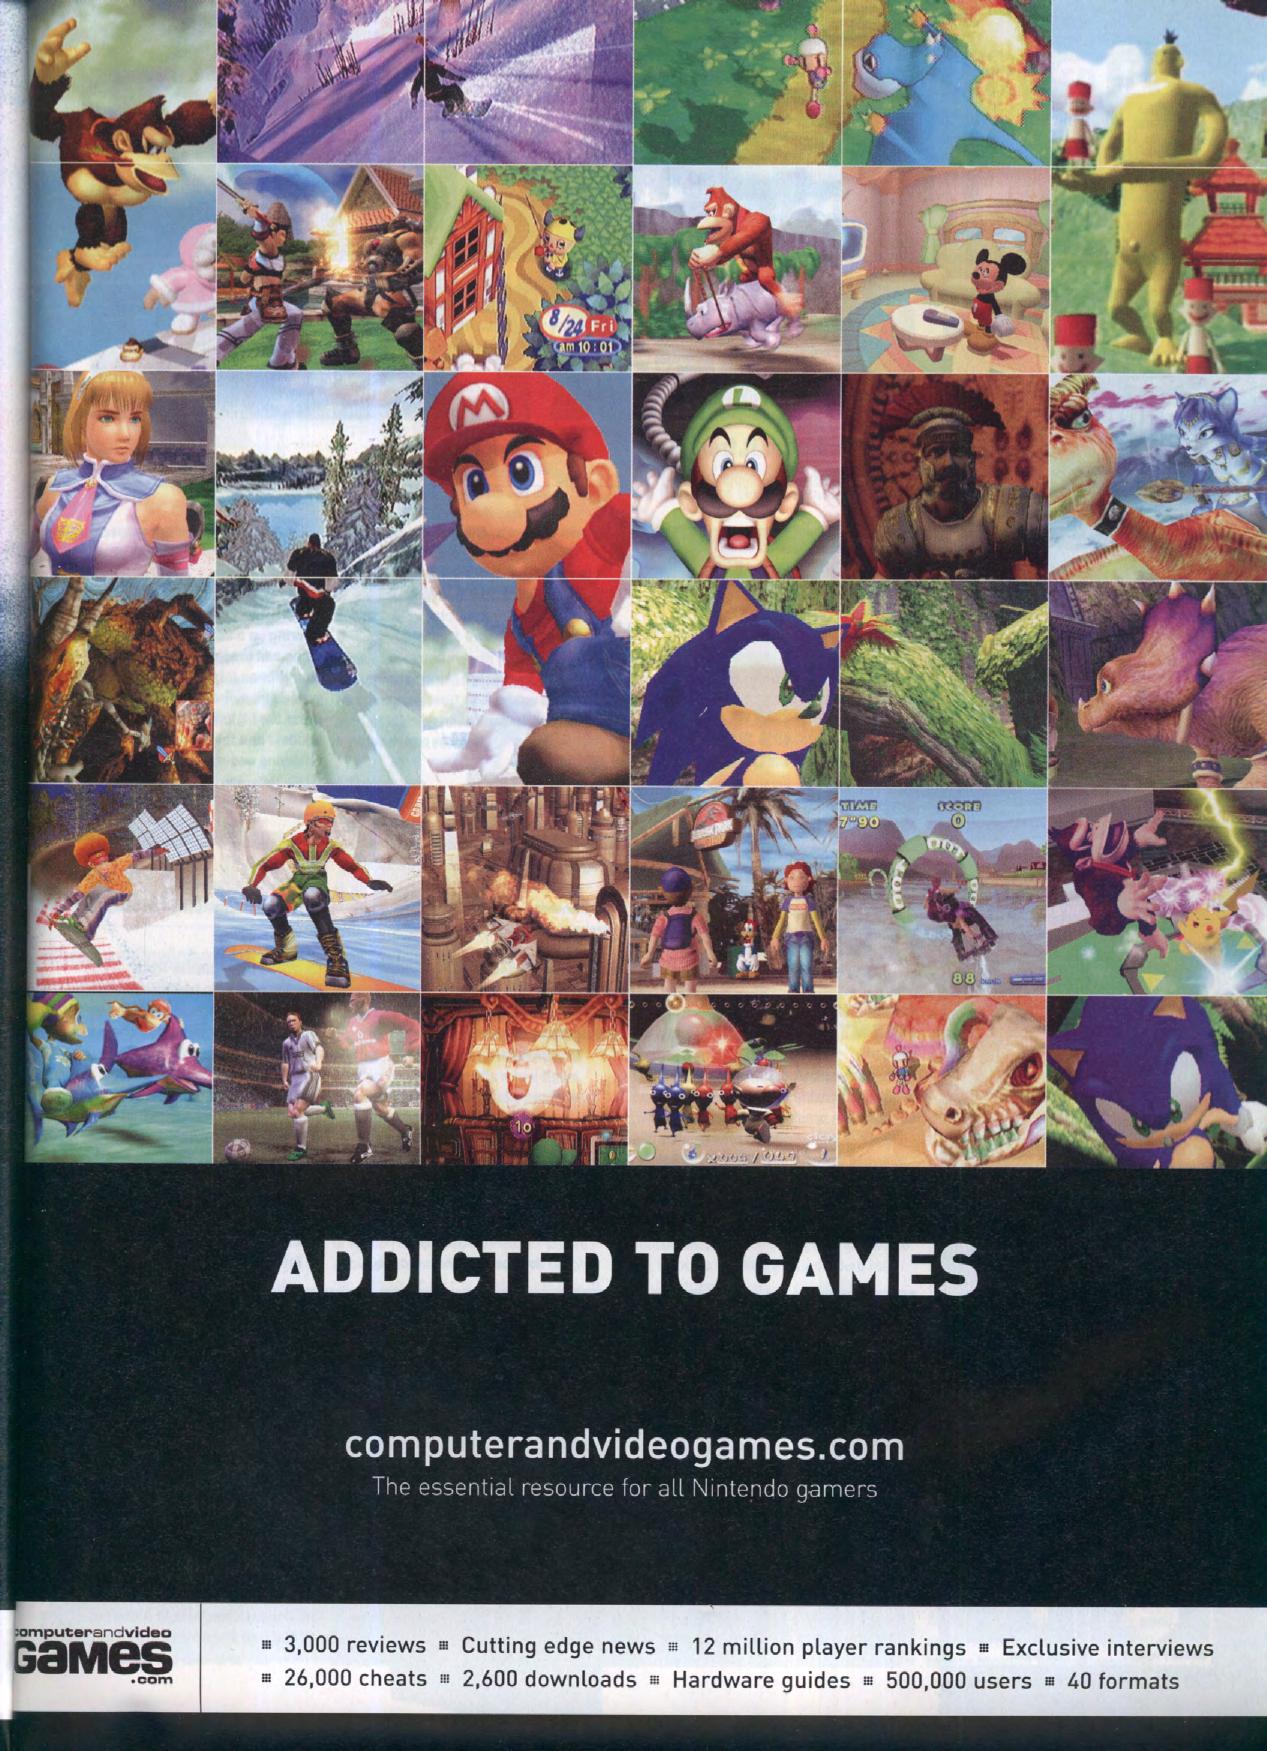 8/24 Fri
am 10:01
M
L
TIME
7"90
SCORE
0
88
10
ADDICTED TO GAMES
computerandvideogames.com
The essential resource for all Nintendo gamers
computerandvideo
GAMES
.com
3,000 reviews Cutting edge news 12 million player rankings Exclusive interviews
26,000 cheats 2,600 downloads Hardware guides 500,000 users 40 formats